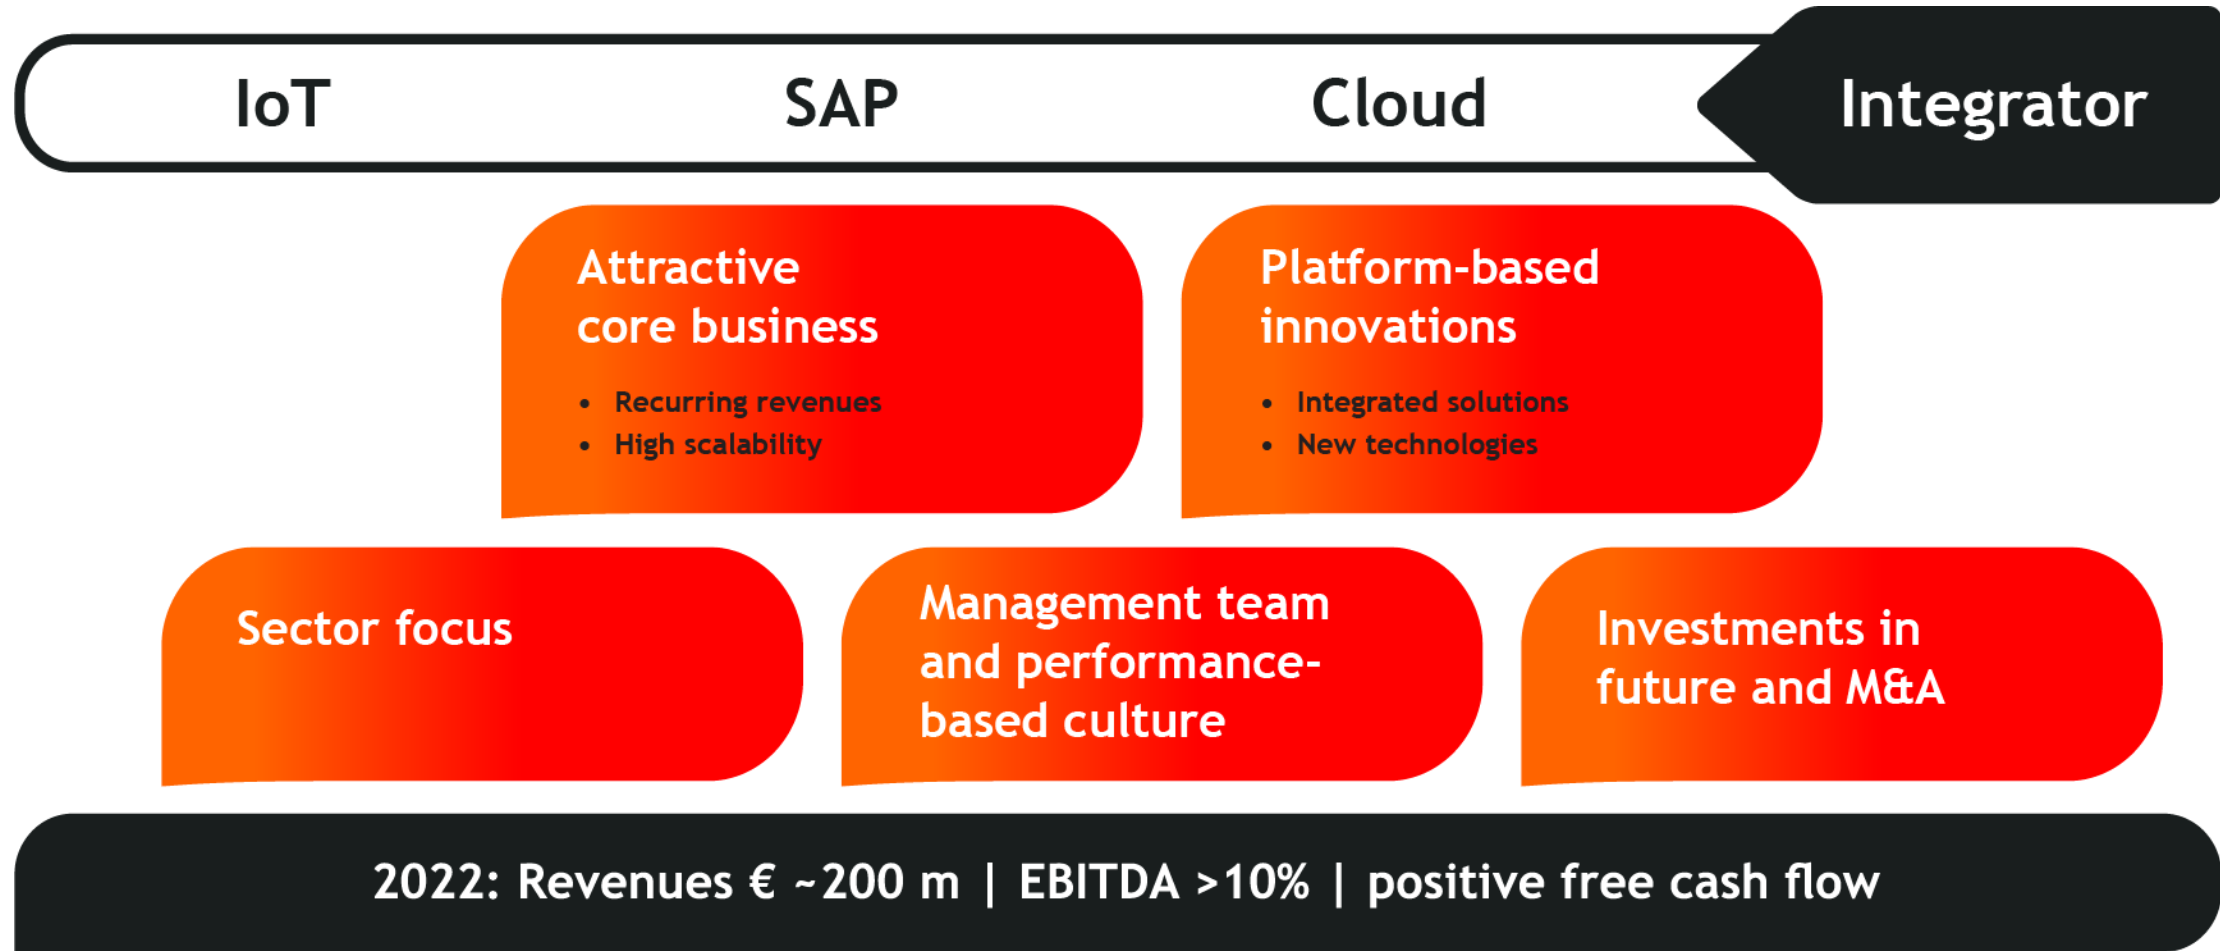 IoT SAP Cloud Integrator
Attractive
core business
• Recurring revenues
• High scalability
Platform-based
innovations
• Integrated solutions
• New technologies
Sector focus
Management team
and performance-
based culture
Investments in
future and M&A
2022: Revenues € ~200 m | EBITDA >10% | positive free cash flow